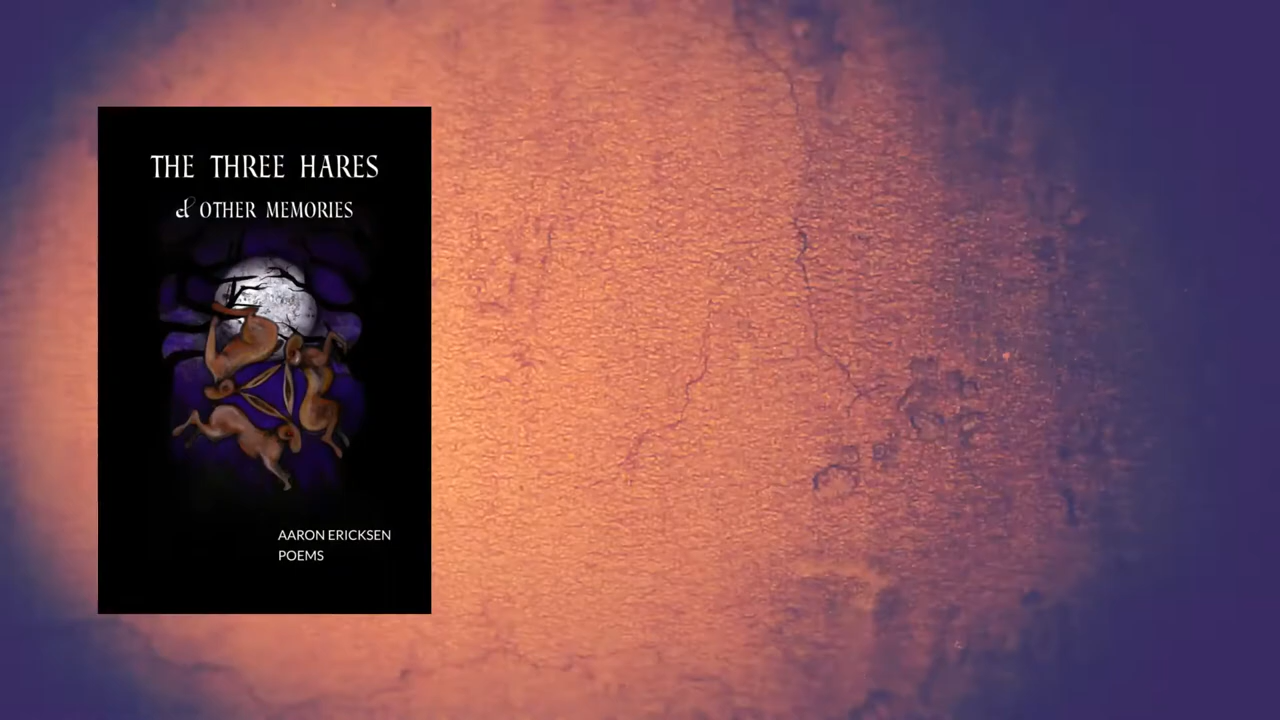 THE THREE HARES
& OTHER MEMORIES
AARON ERICKSEN
POEMS